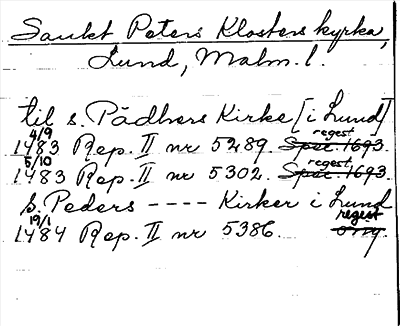 Sankt Peters Klosters kyrka,
Lund, Malm. l.
til s. Pädhers Kirke [i Lund]
4/9 regest
1483 Rep. II nr 5289. Spec. 1693.
5/10 regest
1483 Rep. II nr 5302. Spec. 1693.
S. Peders ---- Kirker i Lund
19/1 regest
1484 Rep. II nr 5386. orig.